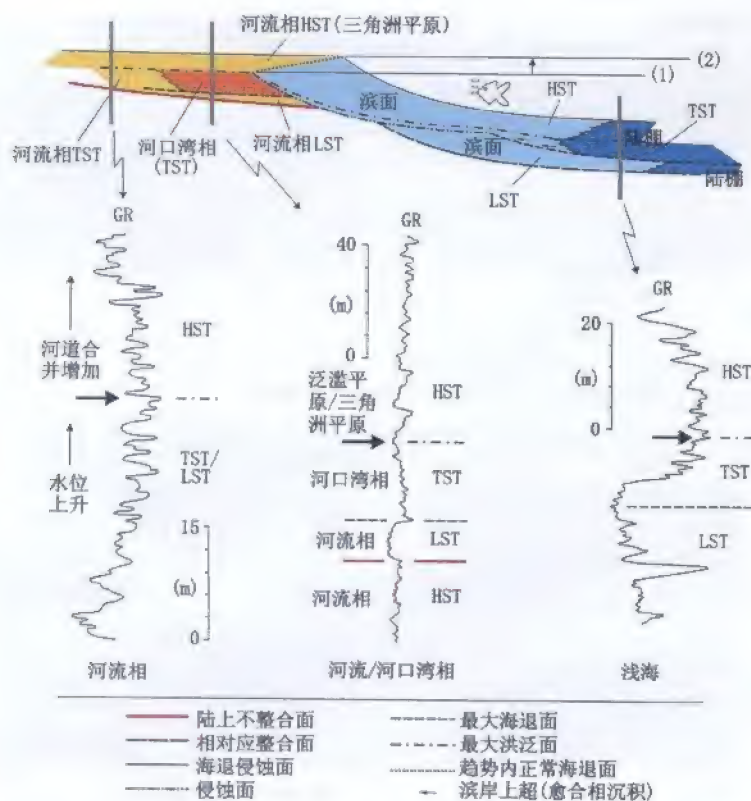 河流相HST(三角洲平原)
(2)
(1)
滨面
HST
TST
河流相TST
河口湾相
(TST)
河流相LST
滨面
陆棚
陆棚
LST
GR
河道合
并增加
HST
水位
上升
TST/
LST
15
(m)
0
河流相
GR
40
(m)
0
泛滥平
原/三角
洲平原
HST
河口湾相
TST
河流相
LST
河流相
HST
河流/河口湾相
GR
20
(m)
0
HST
TST
LST
浅海
陆上不整合面
最大海退面
相对应整合面
最大洪泛面
海退侵蚀面
趋势内正常海退面
侵蚀面
滨岸上超(愈合相沉积)